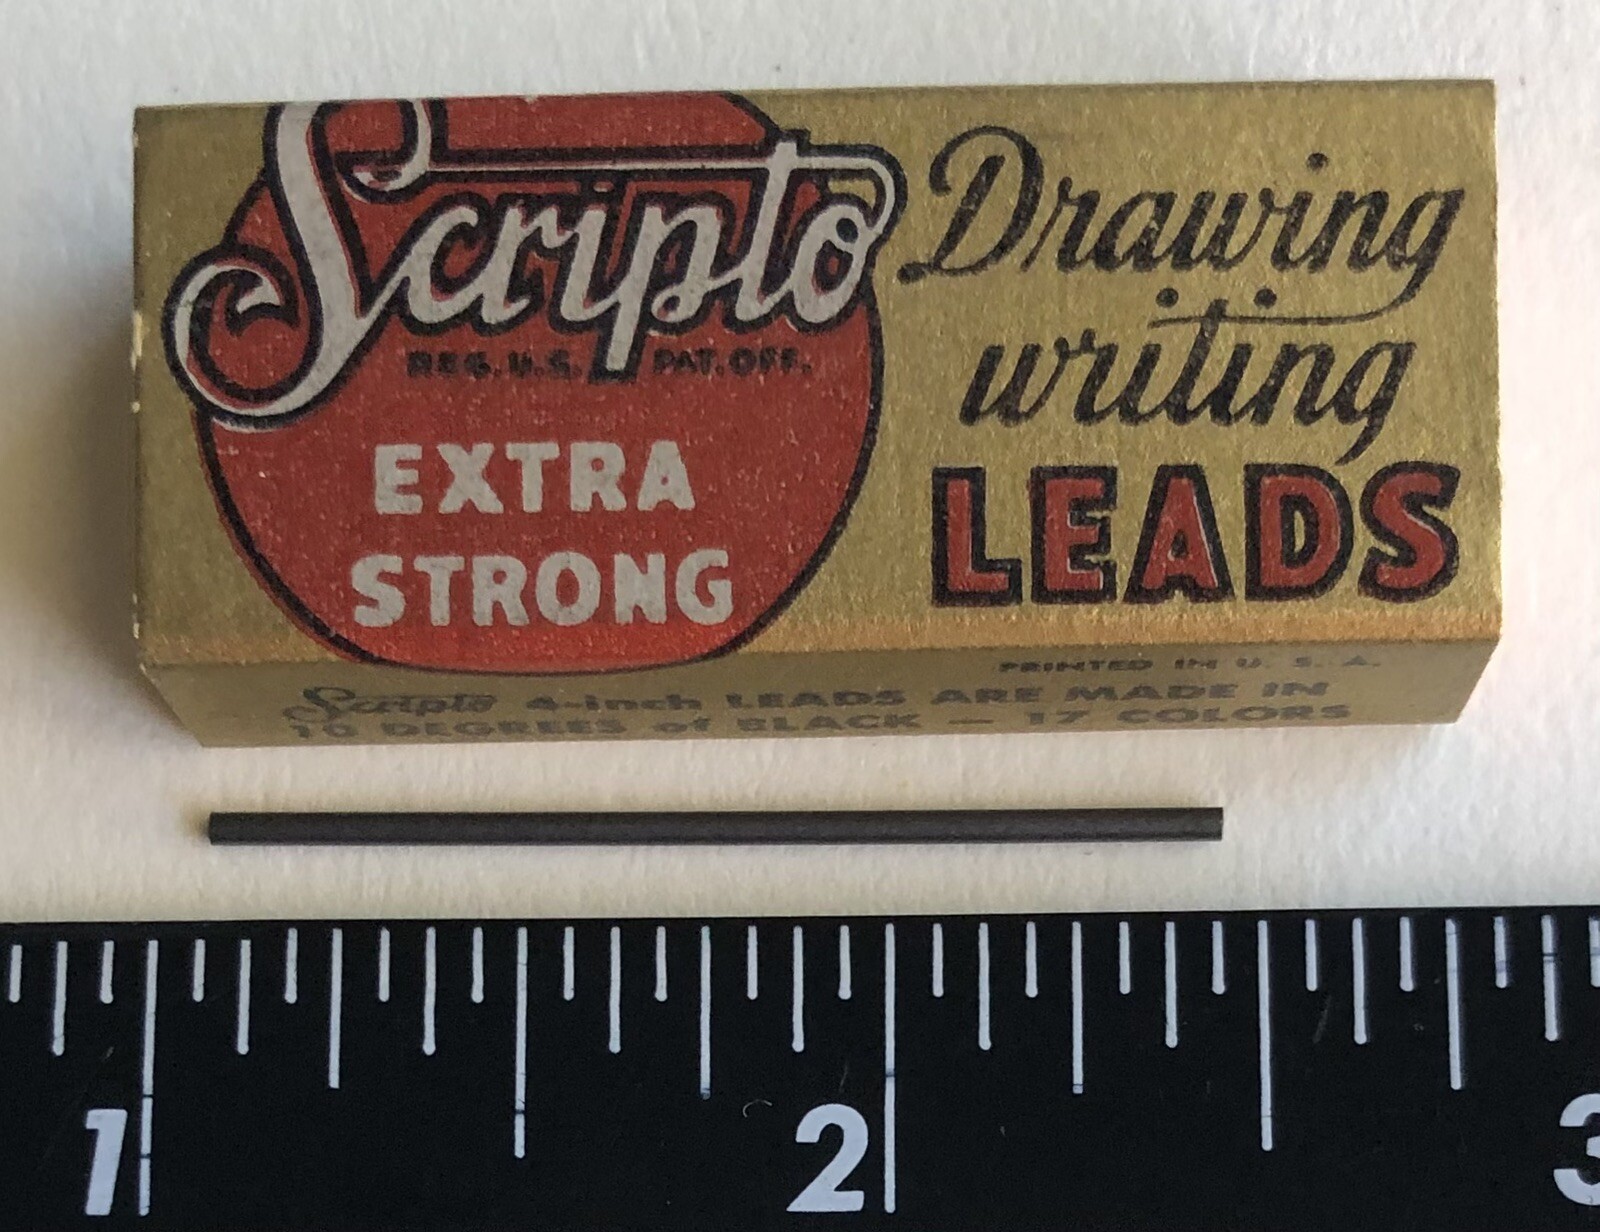 Scripto
REG. U.S. PAT. OFF.
EXTRA
STRONG
Drawing
writing
LEADS
PRINTED IN U. S. A.
Scripto 4-inch LEADS ARE MADE IN
10 DEGREES of BLACK — 17 COLORS
1 2 3